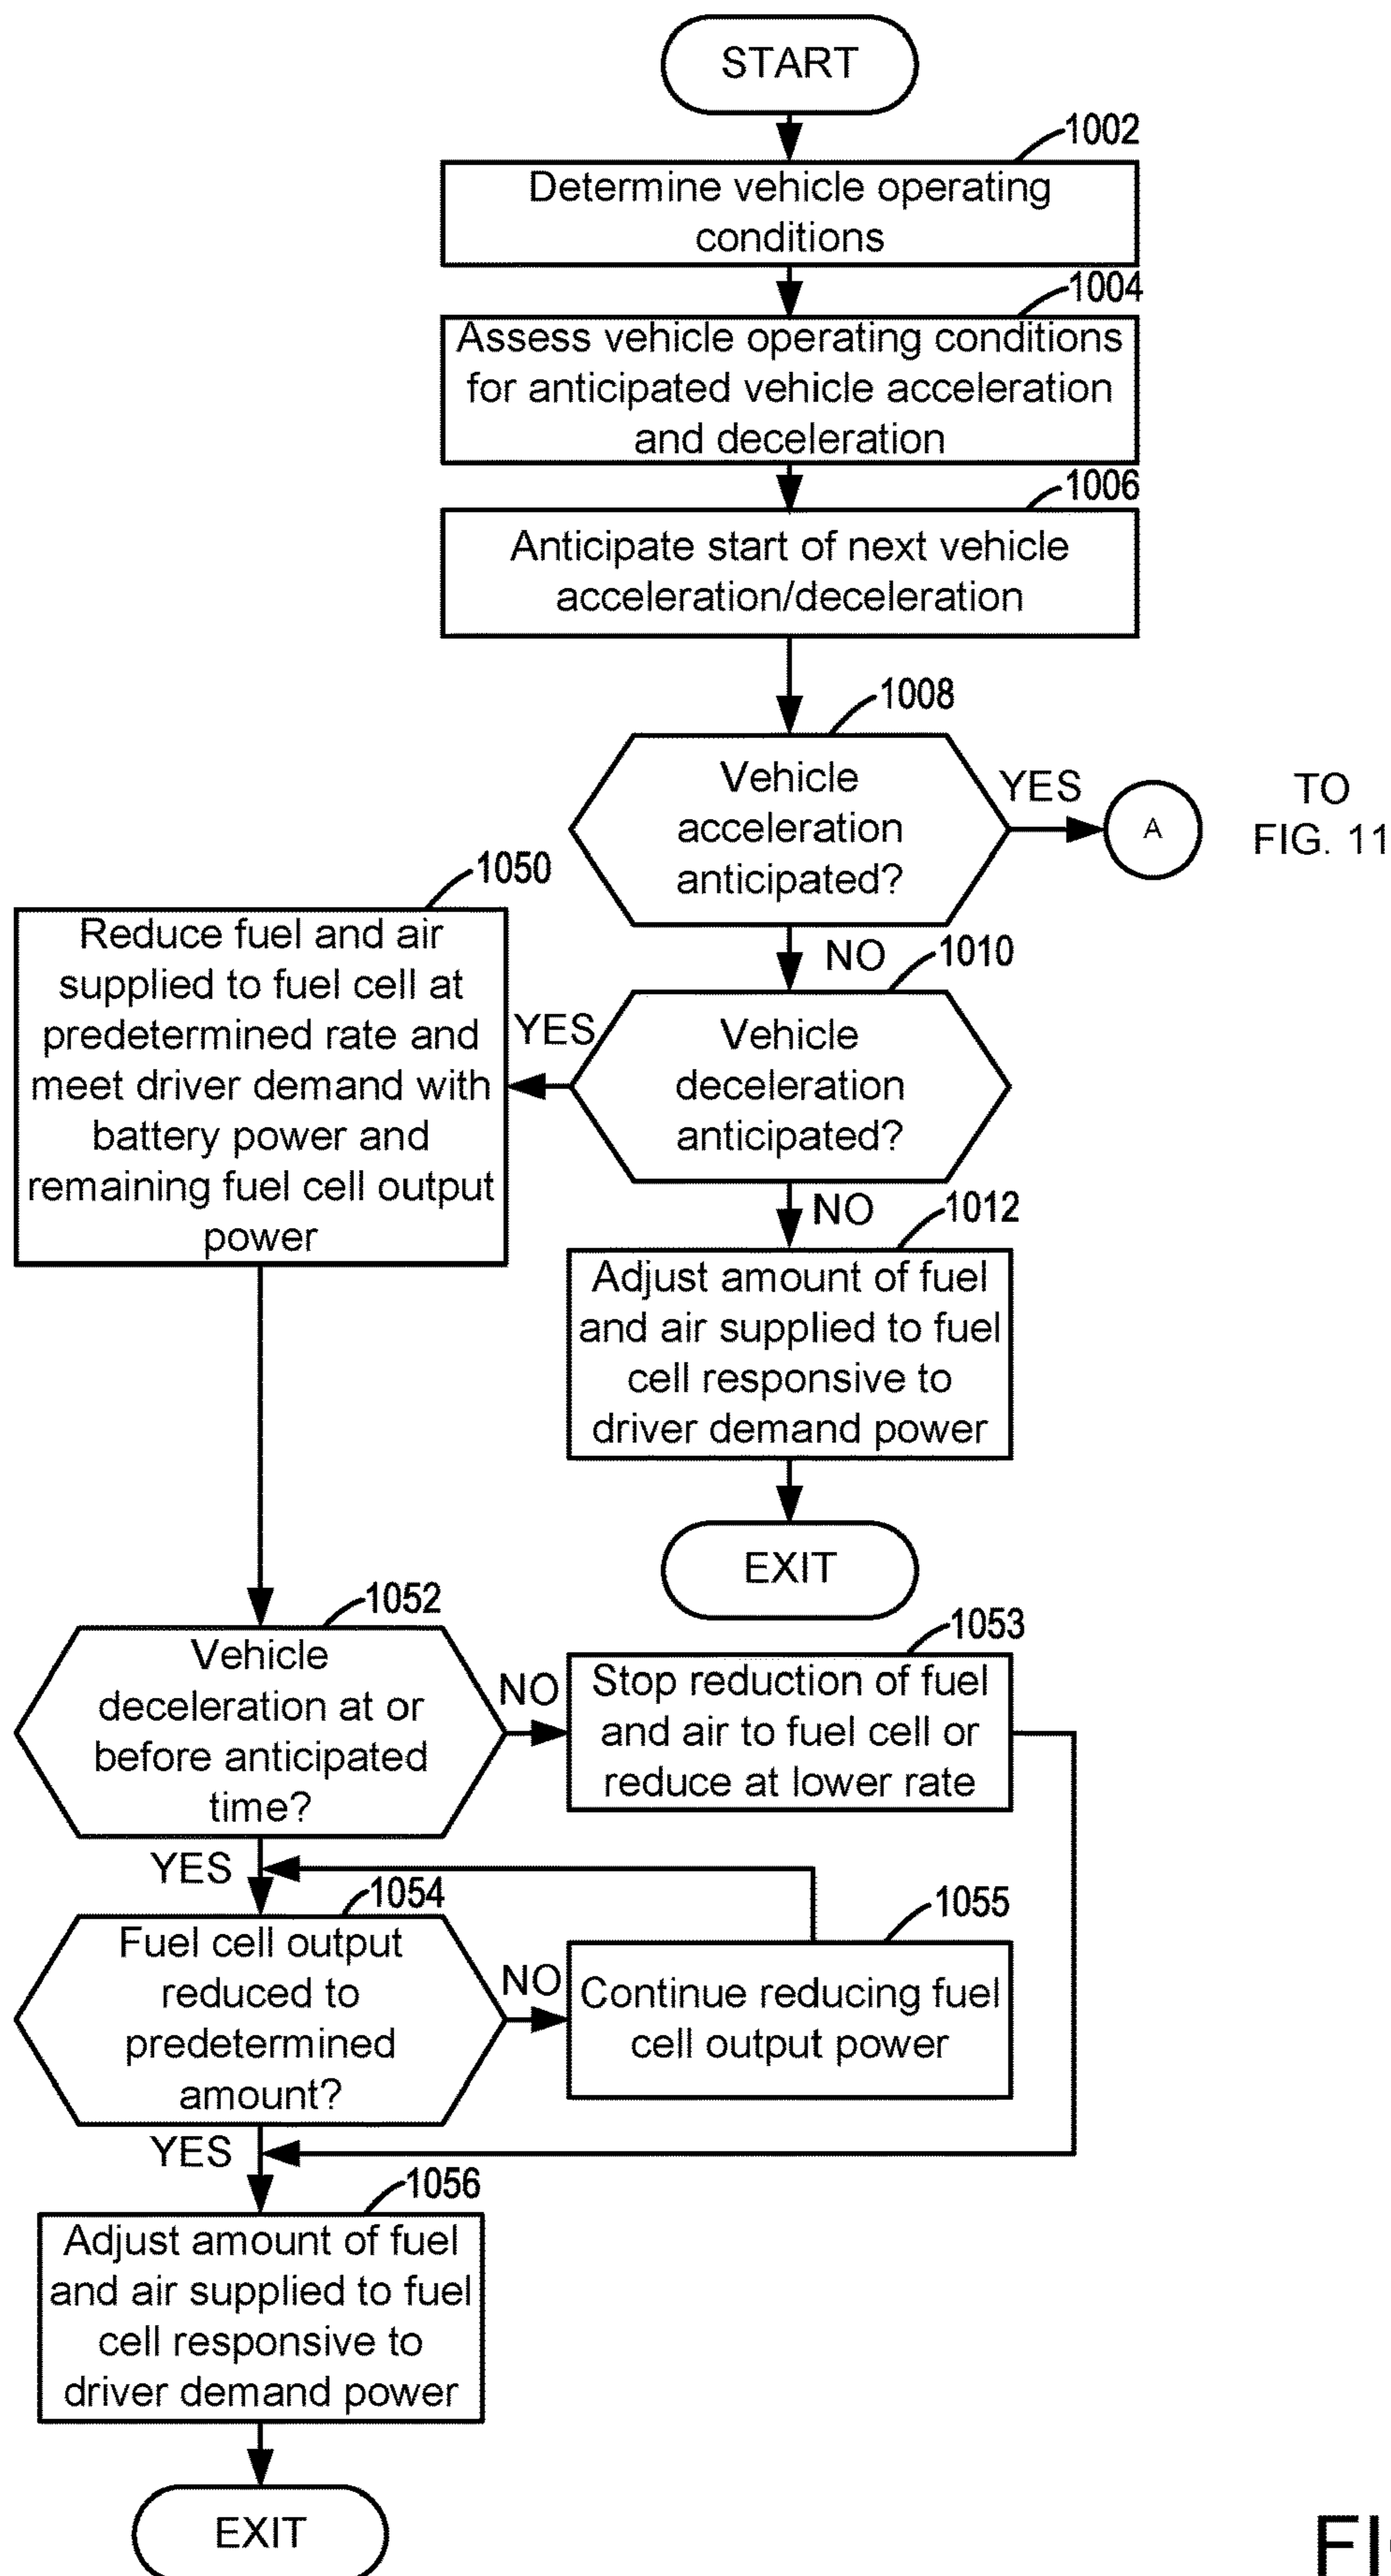 START
1002
Determine vehicle operating
conditions
1004
Assess vehicle operating conditions
for anticipated vehicle acceleration
and deceleration
1006
Anticipate start of next vehicle
acceleration/deceleration
1008
Vehicle
acceleration
anticipated?
YES
A
TO
FIG. 11
NO
1050
Reduce fuel and air
supplied to fuel cell at
predetermined rate and
meet driver demand with
battery power and
remaining fuel cell output
power
1010
YES
Vehicle
deceleration
anticipated?
NO
1012
Adjust amount of fuel
and air supplied to fuel
cell responsive to
driver demand power
EXIT
1052
Vehicle
deceleration at or
before anticipated
time?
NO
1053
Stop reduction of fuel
and air to fuel cell or
reduce at lower rate
YES
1054
Fuel cell output
reduced to
predetermined
amount?
NO
1055
Continue reducing fuel
cell output power
YES
1056
Adjust amount of fuel
and air supplied to fuel
cell responsive to
driver demand power
EXIT